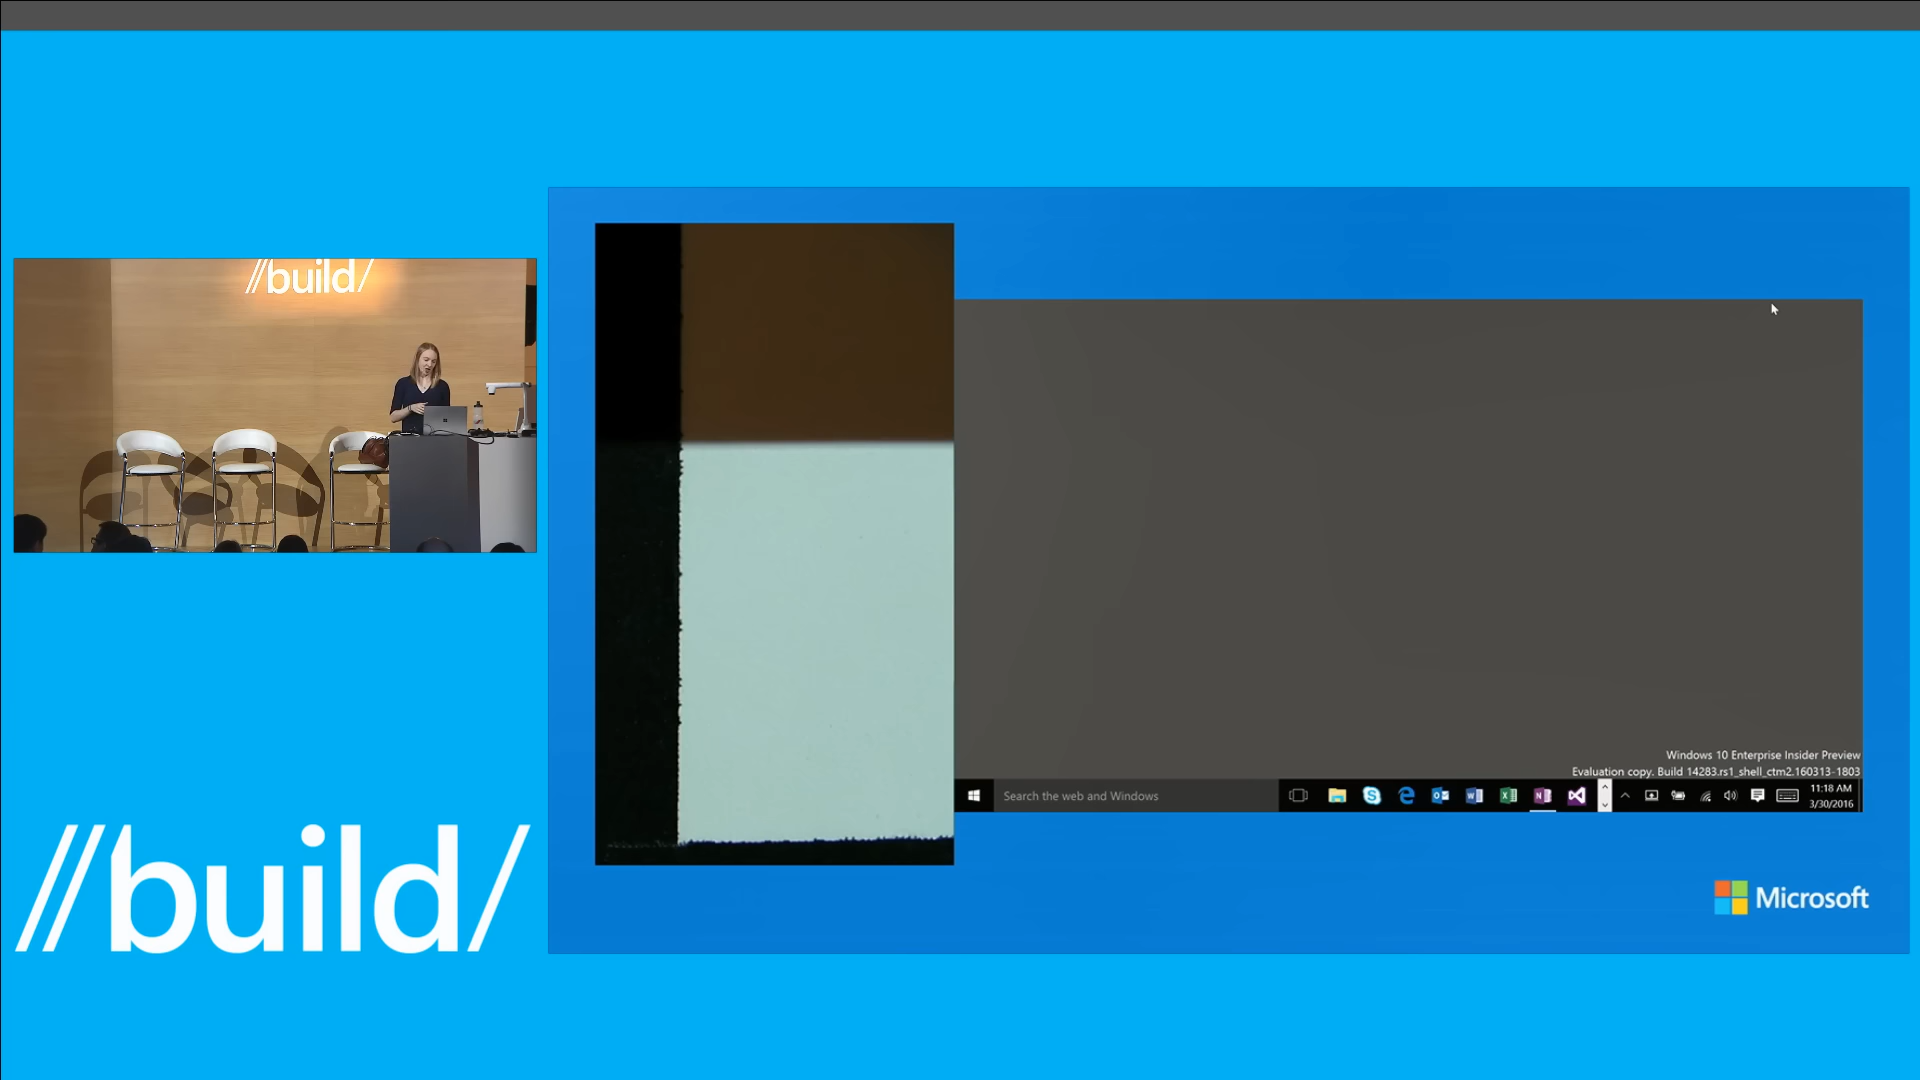 //build/
Windows 10 Enterprise Insider Preview
Evaluation copy. Build 14283.rs1_shell_ctm2.160313-1803
Search the web and Windows
11:18 AM
3/30/2016
//build/
Microsoft